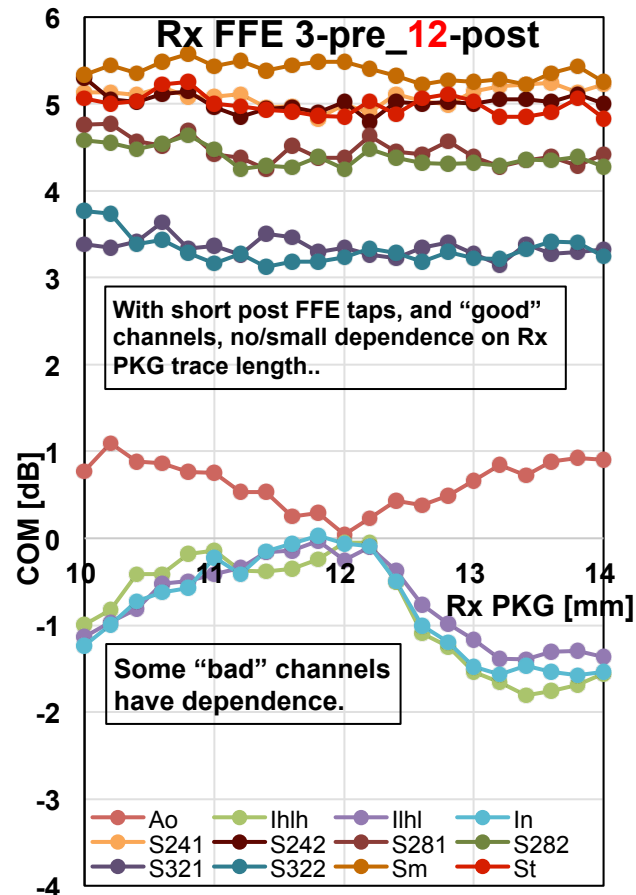 Rx FFE 3-pre_12-post
6
5
4
3
With short post FFE taps, and “good”
channels, no/small dependence on Rx
PKG trace length..
2
1
COM [dB]
0
10 11 12 13 14
Rx PKG [mm]
-1
Some “bad” channels
have dependence.
-2
-3
Ao Ihlh Ilhl In
S241 S242 S281 S282
S321 S322 Sm St
-4